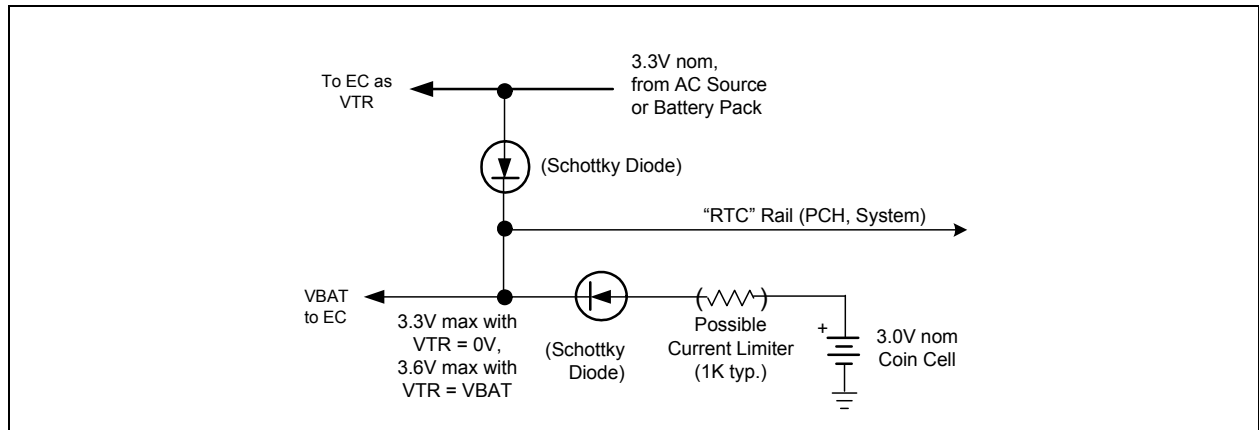 3.3V nom,
from AC Source
or Battery Pack
To EC as
VTR
(Schottky Diode)
“RTC” Rail (PCH, System)
VBAT
to EC
3.3V max with
VTR = 0V,
3.6V max with
VTR = VBAT
(Schottky
Diode)
( )
Possible
Current Limiter
(1K typ.)
+
3.0V nom
Coin Cell